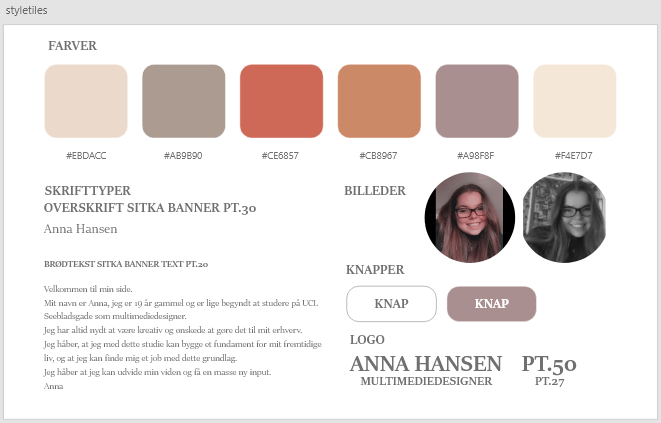 styletiles
FARVER
#EBDACC #AB9B90 #CE6857 #CB8967 #A98F8F #F4E7D7
SKRIFTTYPER
OVERSKRIFT SITKA BANNER PT.30
Anna Hansen
BRØDTEKST SITKA BANNER TEXT PT.20
Velkommen til min side.
Mit navn er Anna, jeg er 19 år gammel og er lige begyndt at studere på UCL
Seebladsgade som multimediedesigner.
Jeg har altid nydt at være kreativ og ønskede at gøre det til mit erhverv.
Jeg håber, at jeg med dette studie kan bygge et fundament for mit fremtidige
liv, og at jeg kan finde mig et job med dette grundlag.
Jeg håber at jeg kan udvide min viden og få en masse ny input.
Anna
BILLEDER
KNAPPER
KNAP KNAP
LOGO
ANNA HANSEN PT.50
MULTIMEDIEDESIGNER PT.27